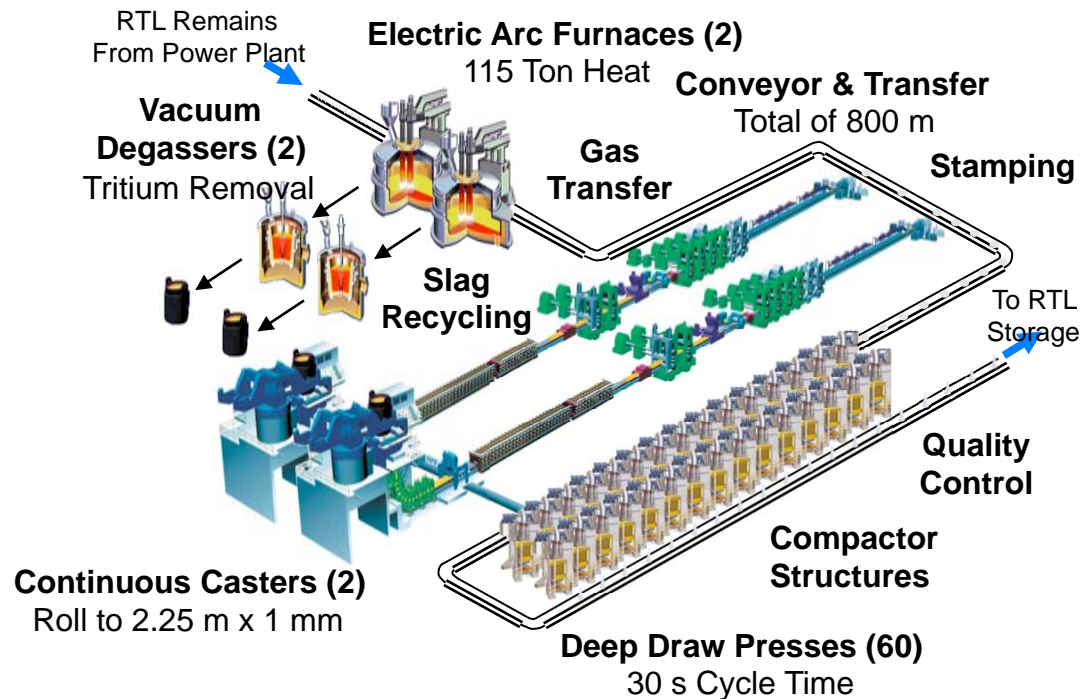 RTL Remains
From Power Plant
Electric Arc Furnaces (2)
115 Ton Heat
Conveyor & Transfer
Total of 800 m
Vacuum
Degassers (2)
Tritium Removal
Gas
Transfer
Stamping
Slag
Recycling
To RTL
Storage
Quality
Control
Compactor
Structures
Continuous Casters (2)
Roll to 2.25 m x 1 mm
Deep Draw Presses (60)
30 s Cycle Time